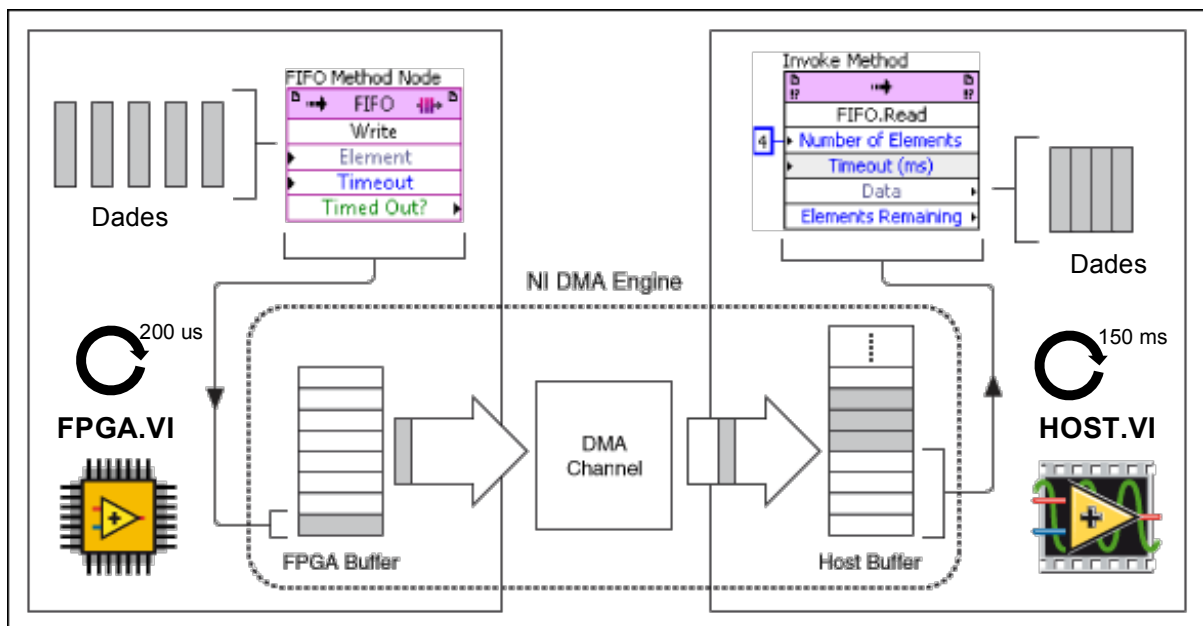 FIFO Method Node
FIFO
Write
Element
Timeout
Timed Out?
Dades
Invoke Method
FIFO.Read
4
Number of Elements
Timeout (ms)
Data
Elements Remaining
Dades
NI DMA Engine
200 us
FPGA.VI
FPGA Buffer
DMA
Channel
Host Buffer
150 ms
HOST.VI